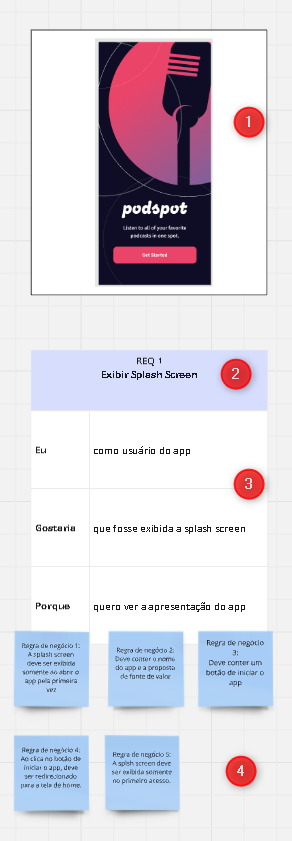 podspot
Listen to all of your favorite
podcasts in one spot.
Get Started
1
REQ 1
Exibir Splash Screen
2
Eu
como usuário do app
3
Gostaria
que fosse exibida a splash screen
Porque
quero ver a apresentação do app
Regra de negócio 1:
A splash screen
deve ser exibida
somente ao abrir o
app pela primeira
vez
Regra de negócio 2:
Deve conter o nome
do app e a proposta
de fonte de valor
Regra de negócio
3:
Deve conter um
botão de iniciar o
app
Regra de negócio 4:
Ao clica no botão de
iniciar o app, deve
ser redirecionado
para a tela de home.
Regra de negócio 5:
A splsh screen deve
ser exibida somente
no primeiro acesso.
4